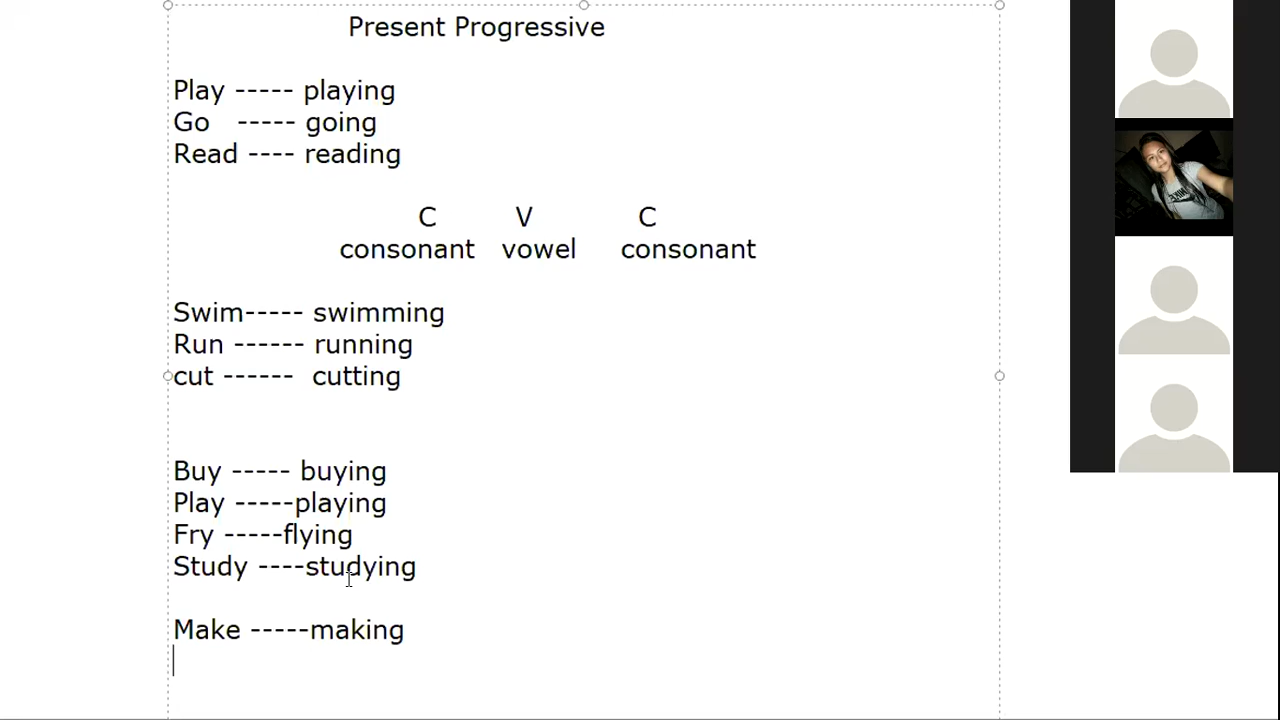 Present Progressive
Play ----- playing
Go ----- going
Read ---- reading
C V C
consonant vowel consonant
Swim----- swimming
Run ------ running
cut ------ cutting
Buy ----- buying
Play -----playing
Fry -----flying
Study ----studying
Make -----making